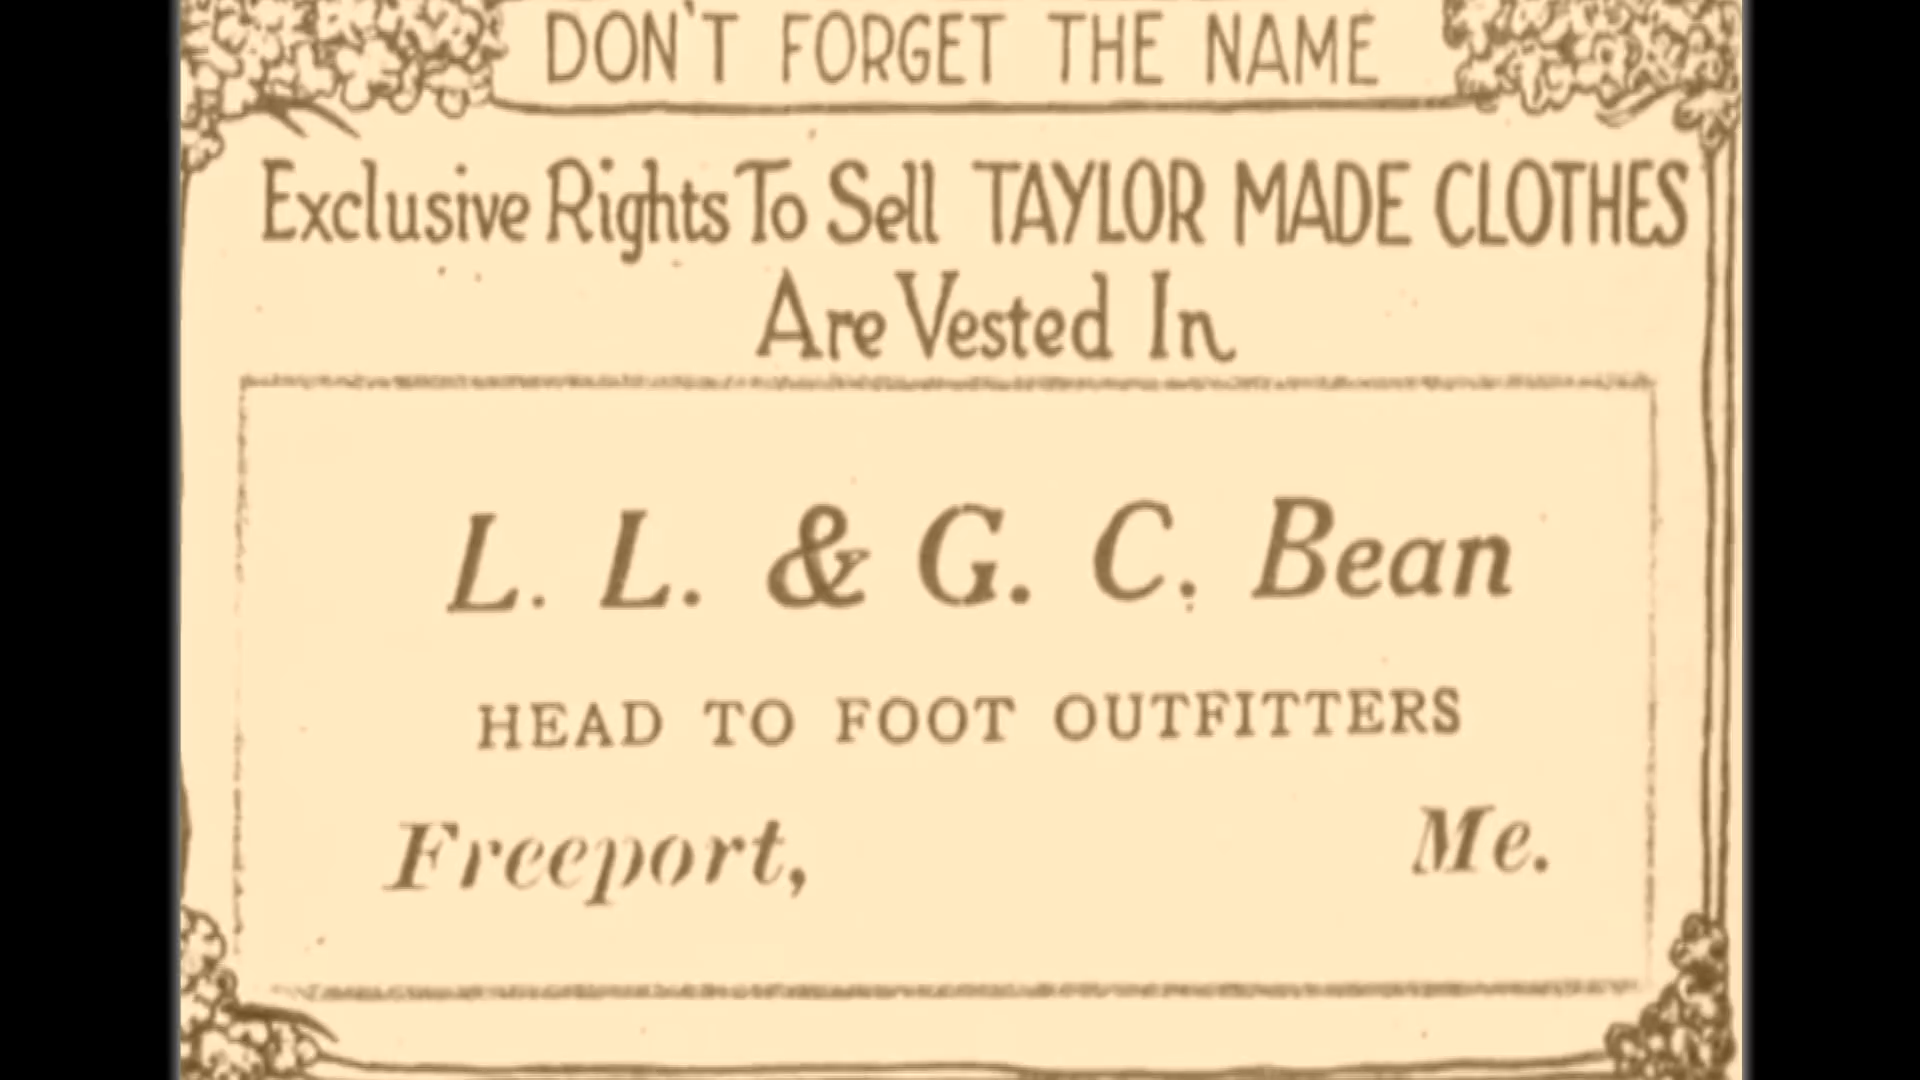 DON'T FORGET THE NAME
Exclusive Rights To Sell TAYLOR MADE CLOTHES
Are Vested In
L. L. & G. C. Bean
HEAD TO FOOT OUTFITTERS
Freeport, Me.